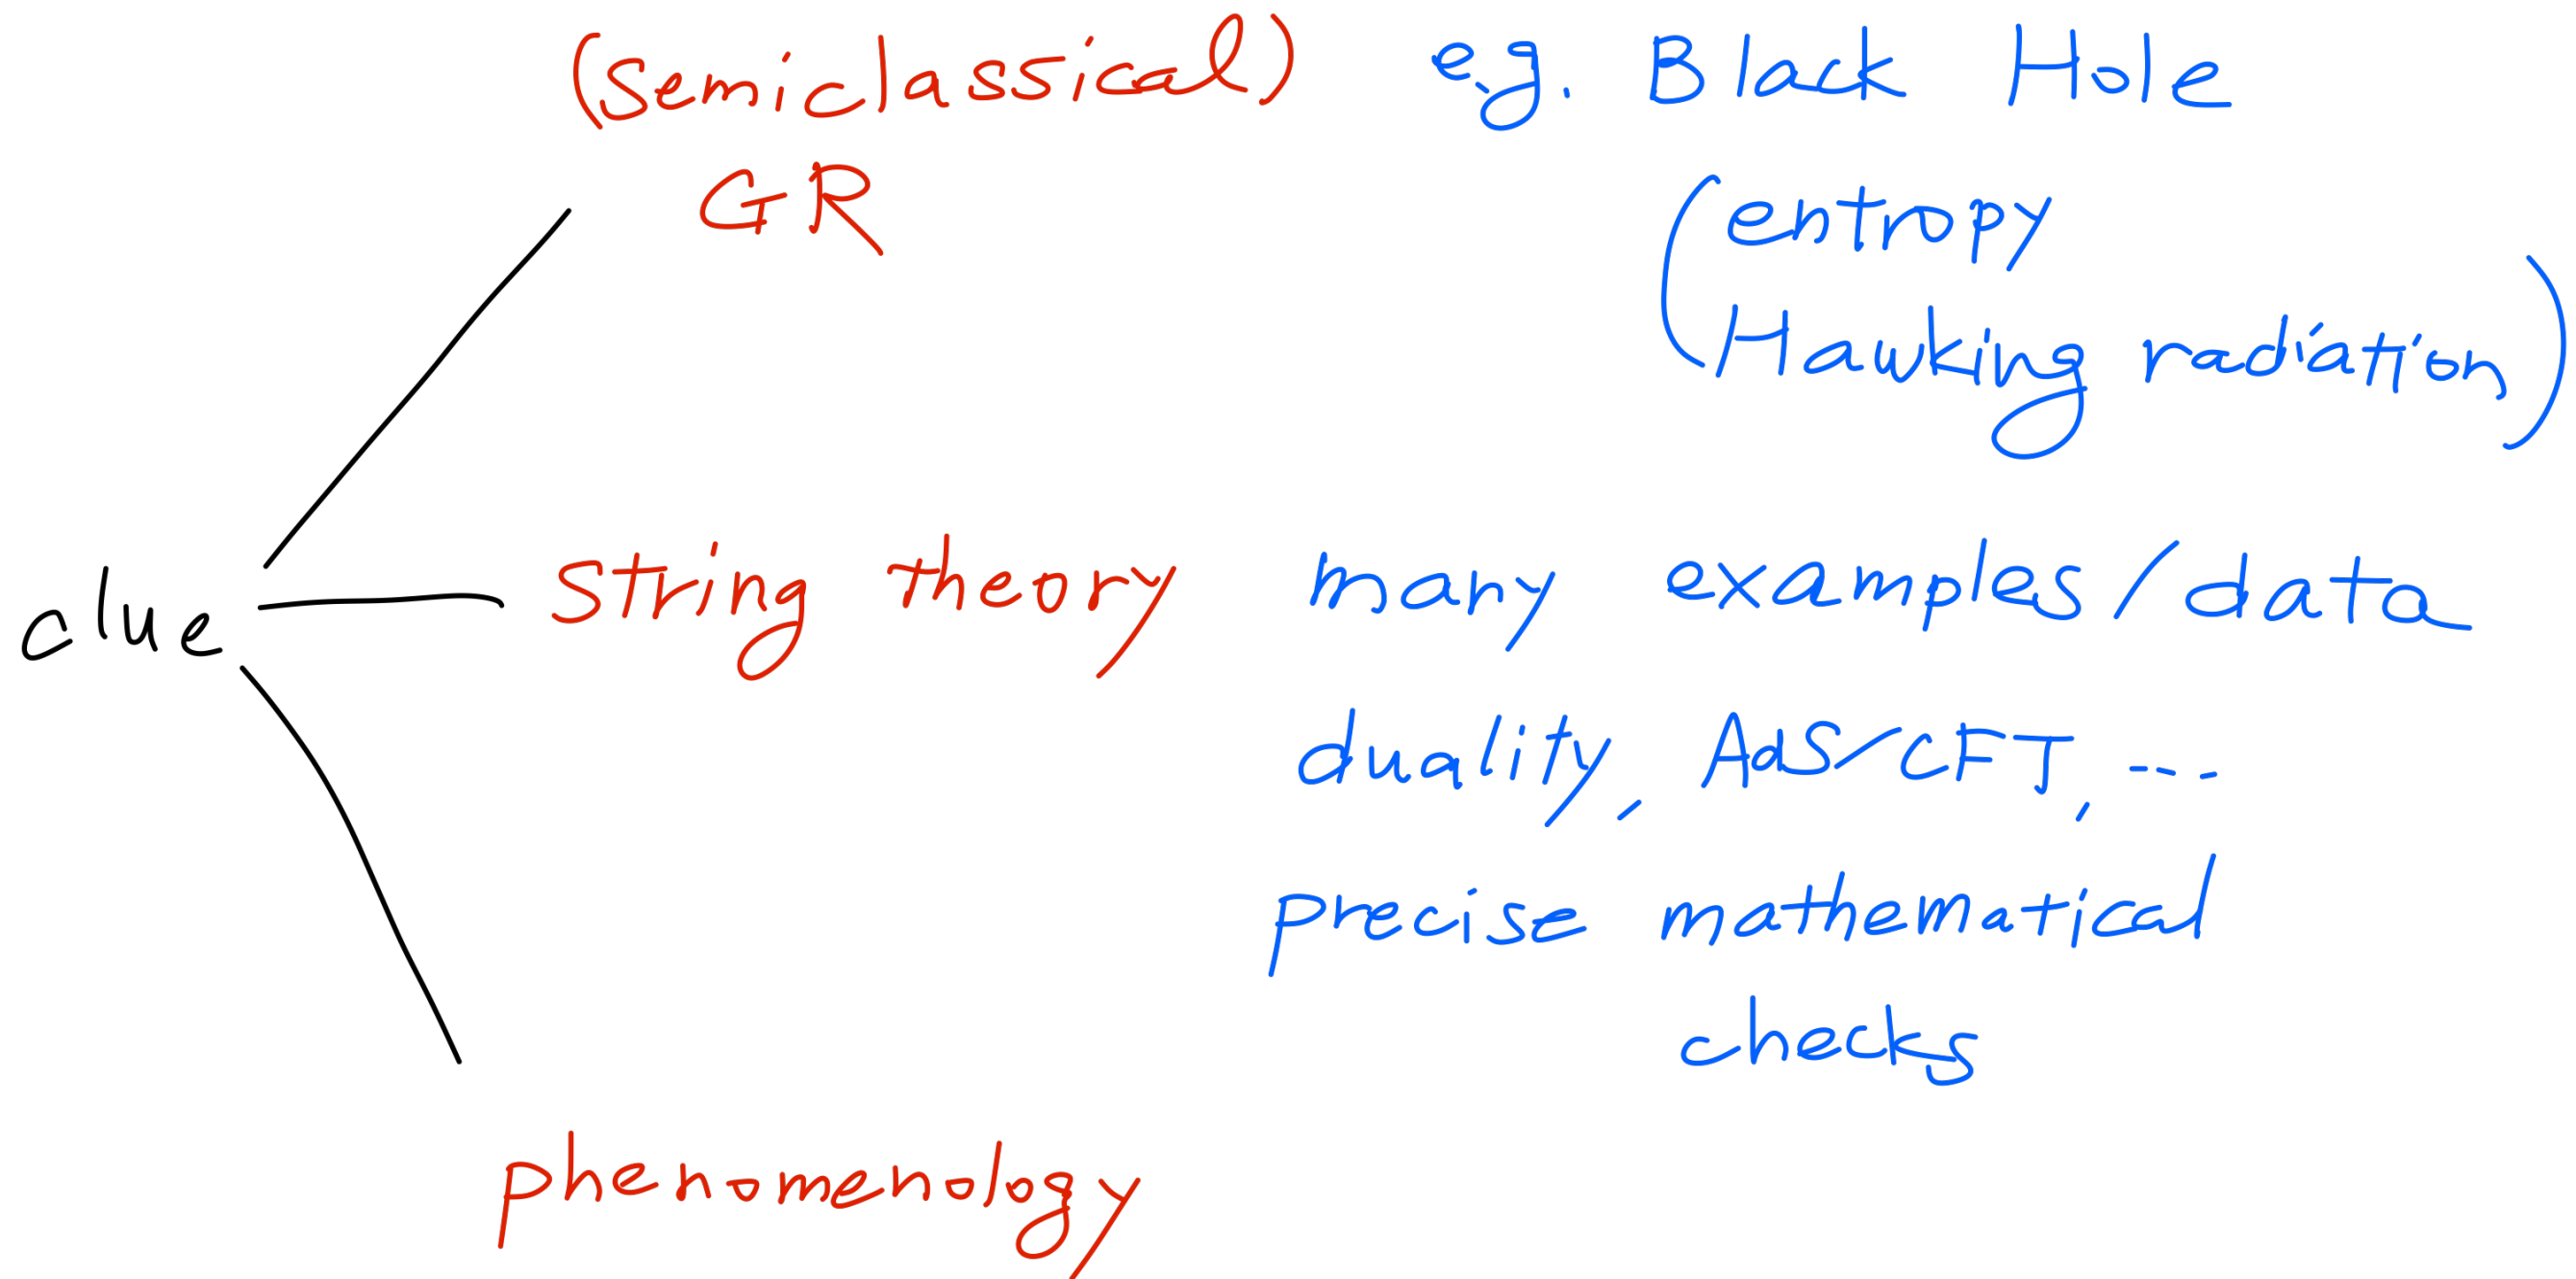 (semiclassical) e.g. Black Hole
GR
(entropy
Hawking radiation)
clue
string theory many examples/data
duality, AdS/CFT, ...
precise mathematical
checks
phenomenology